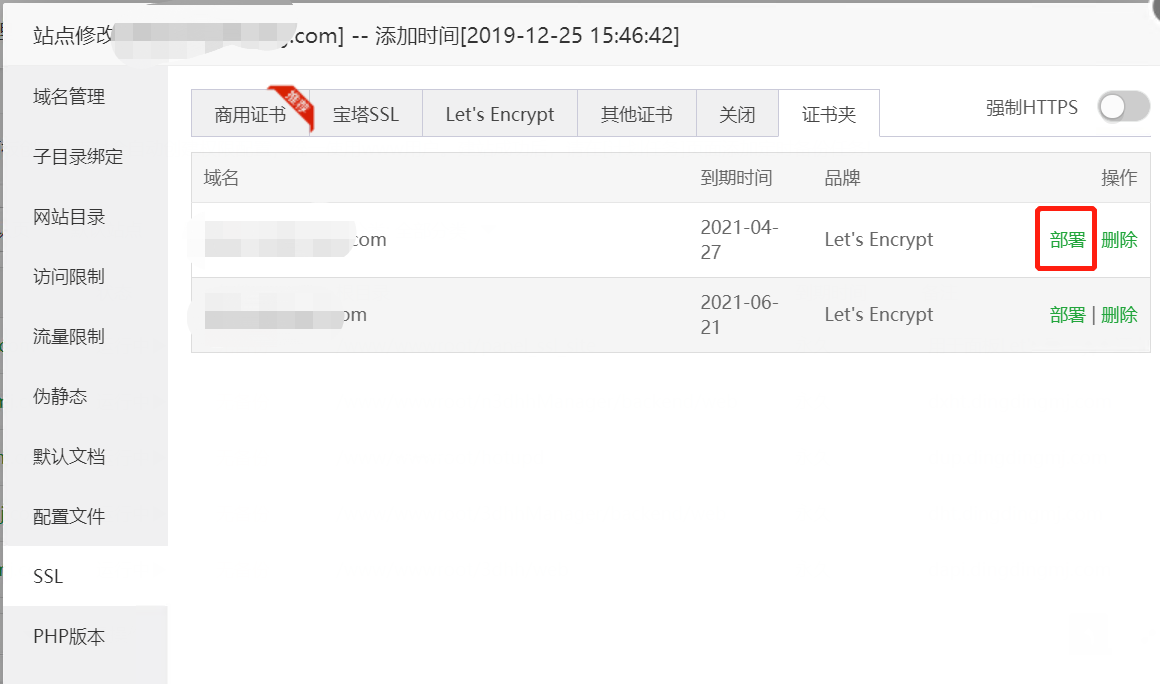 站点修改
.com] -- 添加时间[2019-12-25 15:46:42]
域名管理
子目录绑定
网站目录
访问限制
流量限制
伪静态
默认文档
配置文件
SSL
PHP版本
商用证书
推荐
宝塔SSL
Let's Encrypt
其他证书
关闭
证书夹
强制HTTPS
域名 到期时间 品牌 操作
.com 2021-04-27 Let's Encrypt 部署 删除
om 2021-06-21 Let's Encrypt 部署 | 删除